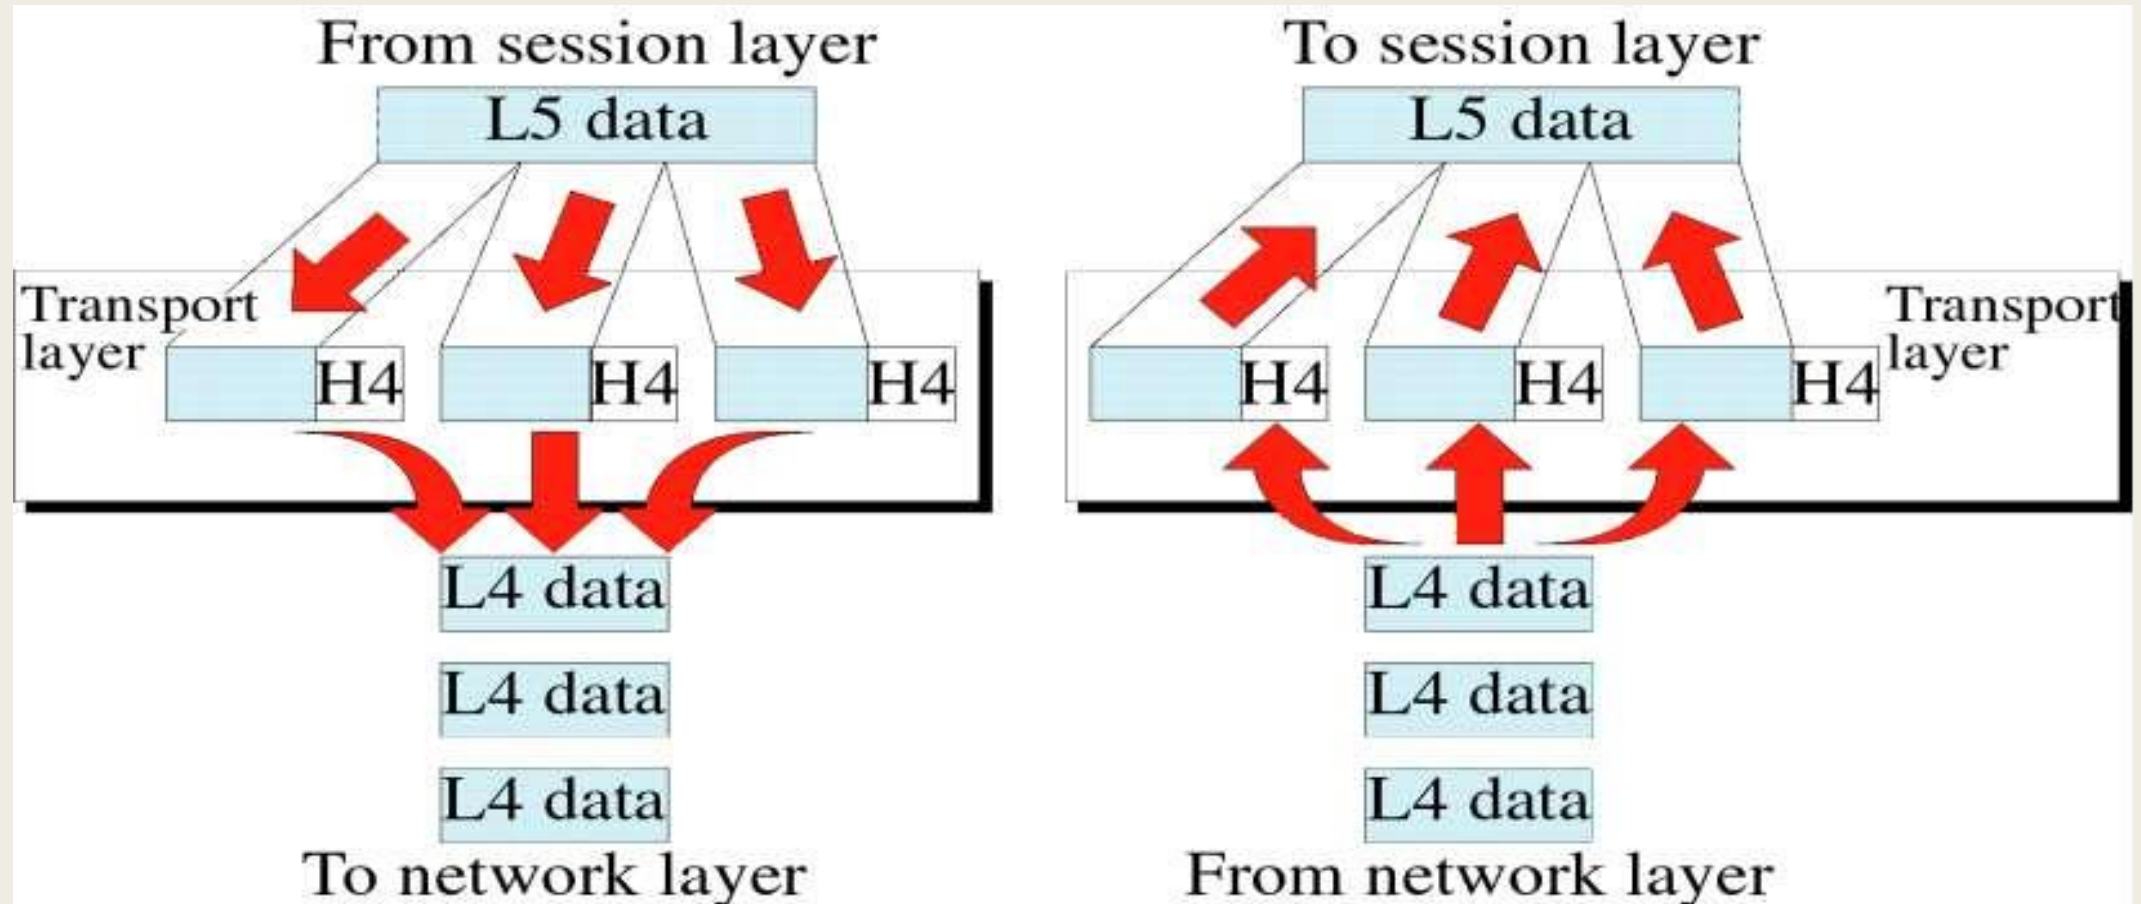 From session layer
L5 data
Transport
layer
H4 H4 H4
L4 data
L4 data
L4 data
To network layer
To session layer
L5 data
Transport
layer
H4 H4 H4
L4 data
L4 data
L4 data
From network layer